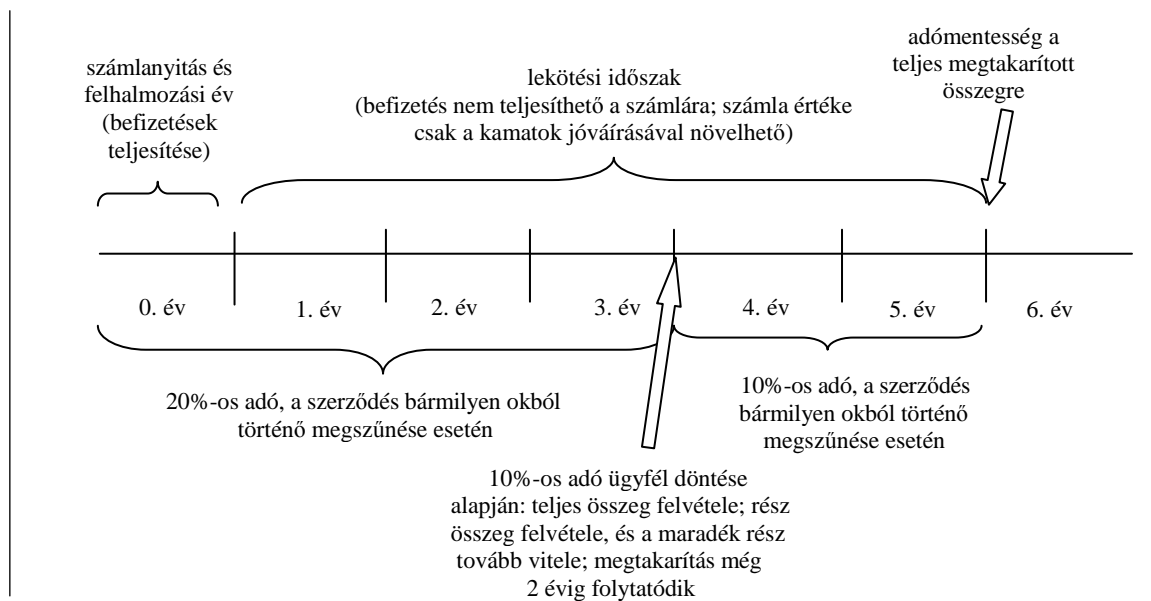 számlanyitás és
felhalmozási év
(befizetések
teljesítése)
lekötési időszak
(befizetés nem teljesíthető a számlára; számla értéke
csak a kamatok jóváírásával növelhető)
adómentesség a
teljes megtakarított
összegre
0. év
1. év
2. év
3. év
4. év
5. év
6. év
20%-os adó, a szerződés bármilyen okból
történő megszűnése esetén
10%-os adó, a szerződés
bármilyen okból történő
megszűnése esetén
10%-os adó ügyfél döntése
alapján: teljes összeg felvétele; rész
összeg felvétele, és a maradék rész
tovább vitele; megtakarítás még
2 évig folytatódik